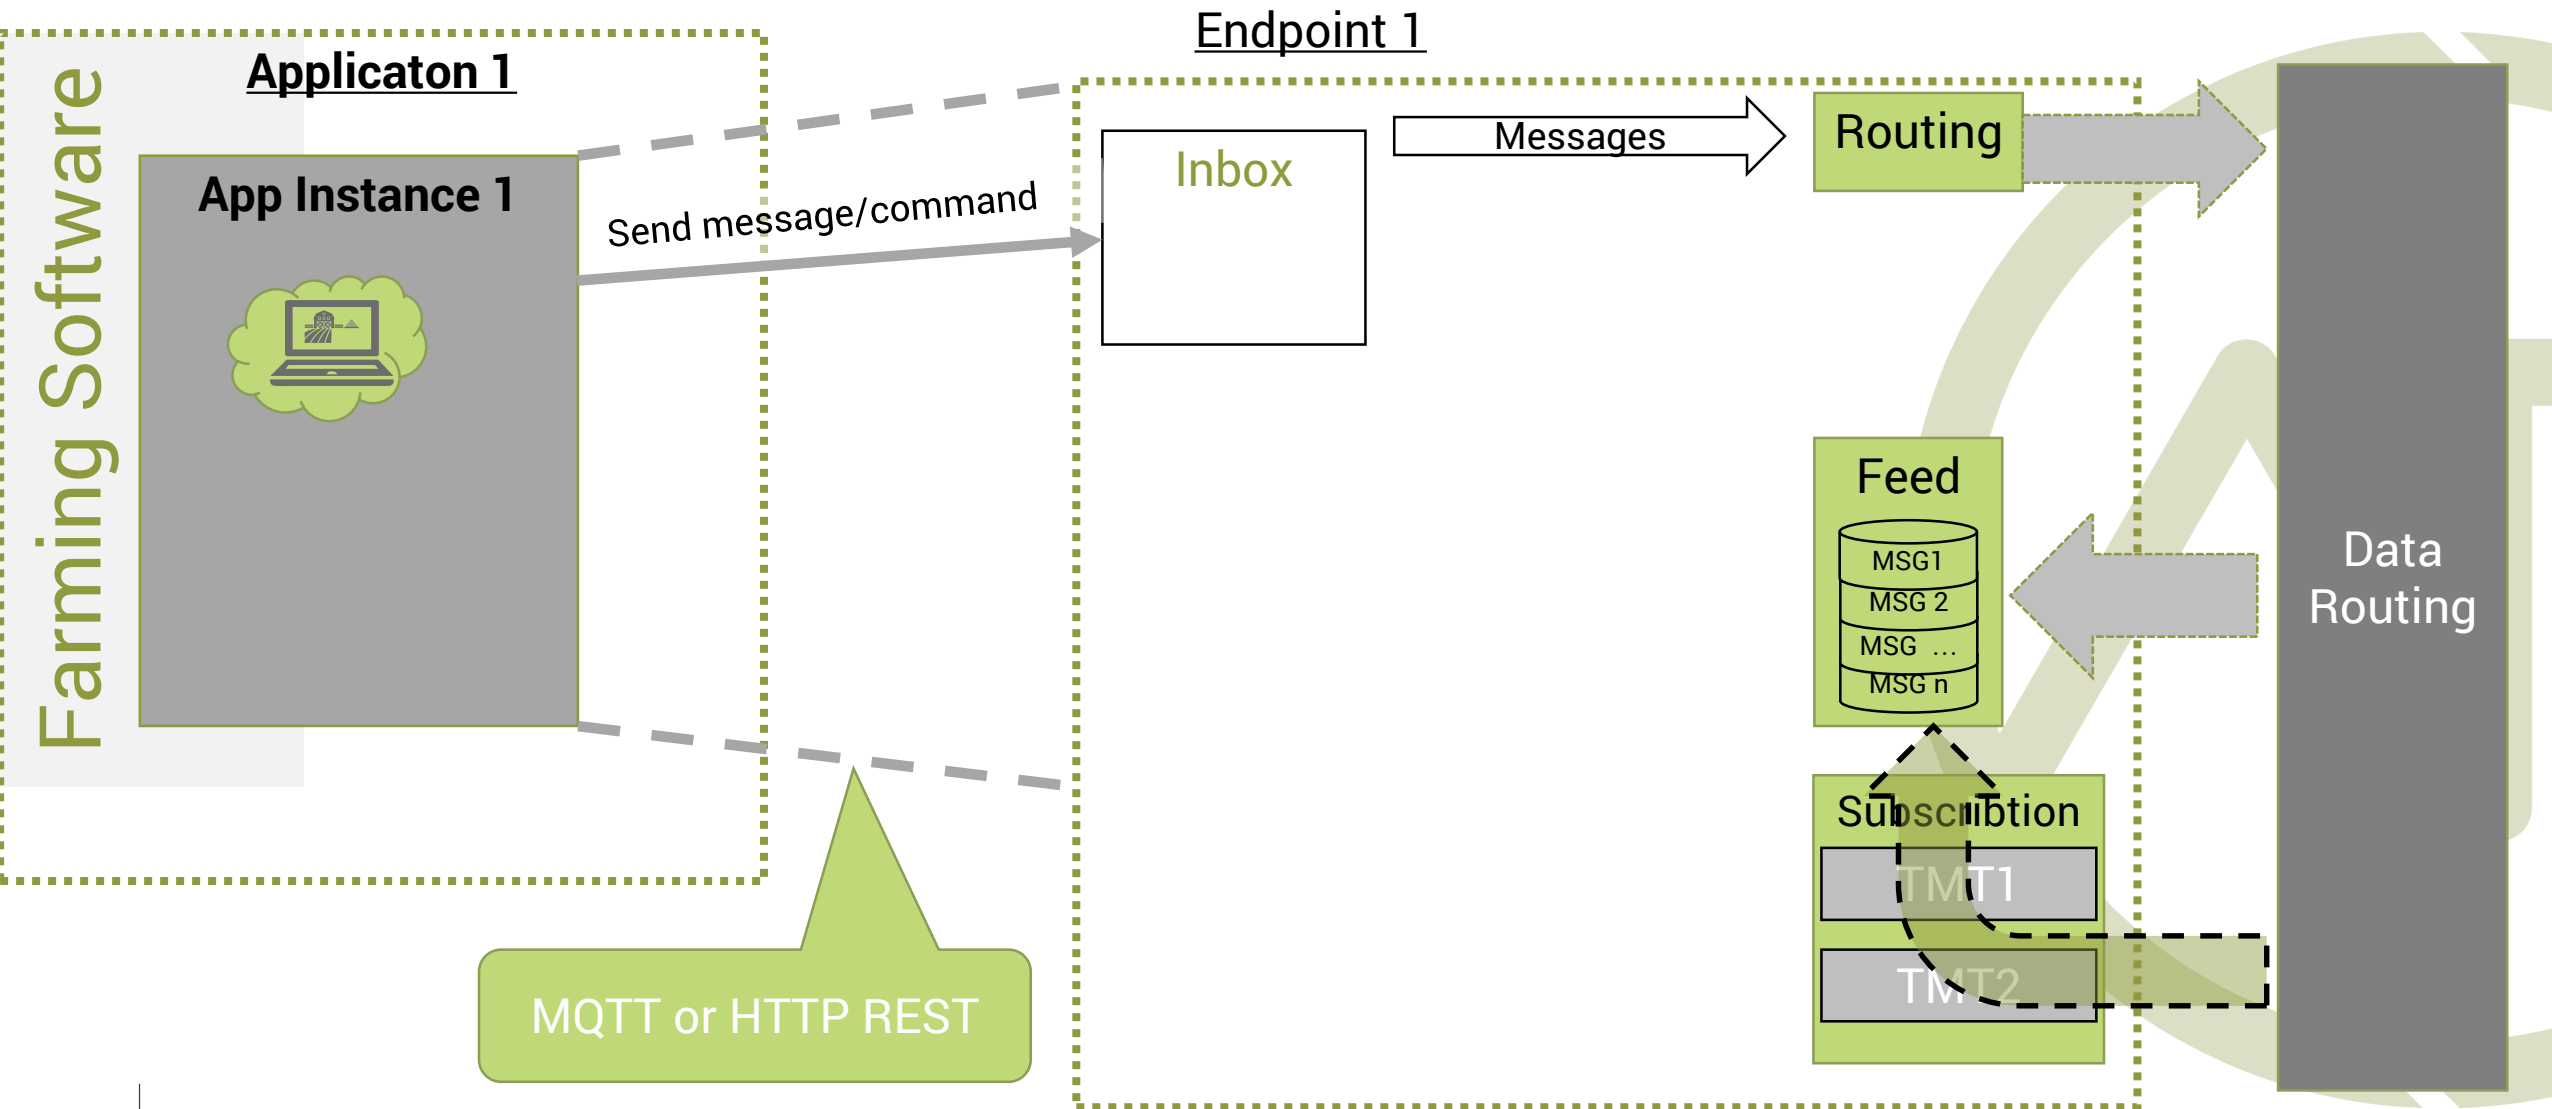 Endpoint 1
Applicaton 1
Farming Software
App Instance 1
Send message/command
Inbox
Messages
Routing
Feed
MSG1
MSG 2
MSG ...
MSG n
Data
Routing
Subscribtion
TMT1
TMT2
MQTT or HTTP REST